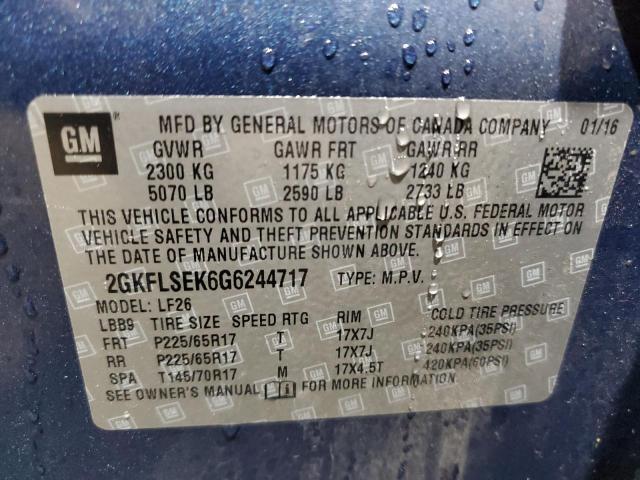 GM ® MFD BY GENERAL MOTORS OF CANADA COMPANY 01/16
GVWR GAWR FRT GAWR RR
2300 KG 1175 KG 1240 KG
5070 LB 2590 LB 2733 LB
THIS VEHICLE CONFORMS TO ALL APPLICABLE U.S. FEDERAL MOTOR
VEHICLE SAFETY AND THEFT PREVENTION STANDARDS IN EFFECT ON
THE DATE OF MANUFACTURE SHOWN ABOVE.
2GKFLSEK6G6244717 TYPE: M.P.V.
MODEL: LF26
LBB9 TIRE SIZE SPEED RTG RIM COLD TIRE PRESSURE
FRT P225/65R17 T 17X7J 240KPA(35PSI)
RR P225/65R17 T 17X7J 240KPA(35PSI)
SPA T145/70R17 M 17X4.5T 420KPA(60PSI)
SEE OWNER'S MANUAL FOR MORE INFORMATION